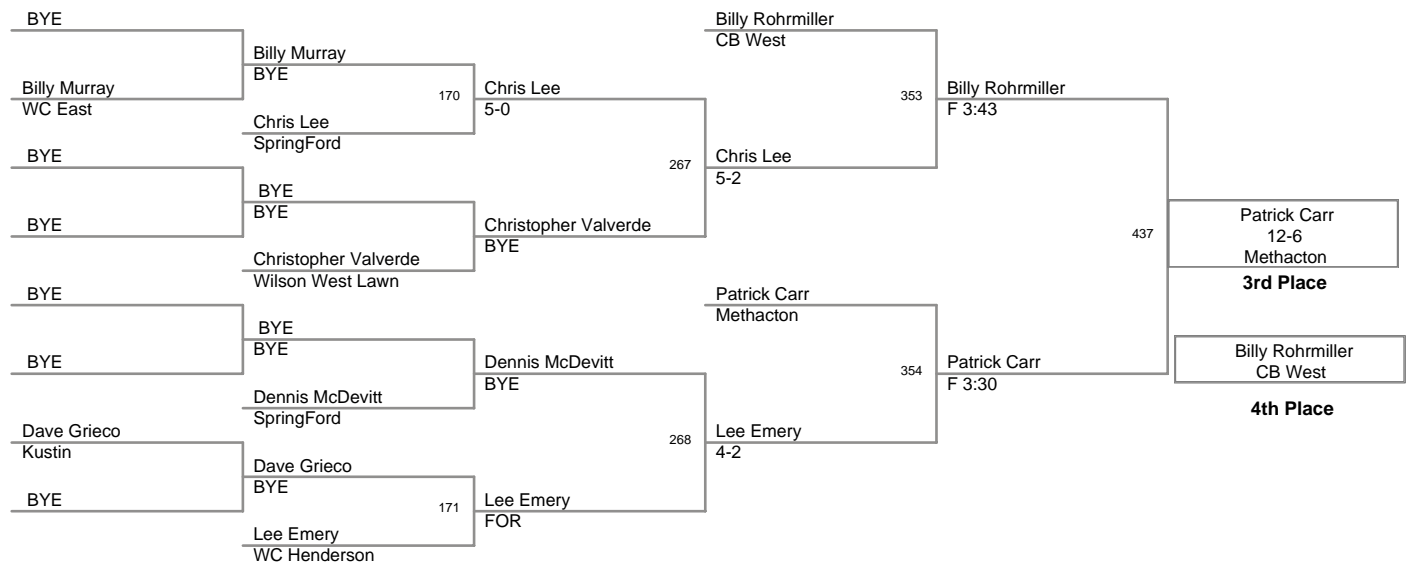 BYE
Billy Murray
WC East
BYE
BYE
BYE
BYE
Dave Grieco
Kustin
BYE
Billy Murray
BYE
170
Chris Lee
SpringFord
BYE
BYE
Christopher Valverde
Wilson West Lawn
BYE
BYE
Dennis McDevitt
SpringFord
Dave Grieco
BYE
171
Lee Emery
WC Henderson
Chris Lee
5-0
267
Christopher Valverde
BYE
Dennis McDevitt
BYE
268
Lee Emery
FOR
Billy Rohrmiller
CB West
353
Chris Lee
5-2
Patrick Carr
Methacton
354
Lee Emery
4-2
Billy Rohrmiller
F 3:43
437
Patrick Carr
F 3:30
Patrick Carr
12-6
Methacton
3rd Place
Billy Rohrmiller
CB West
4th Place